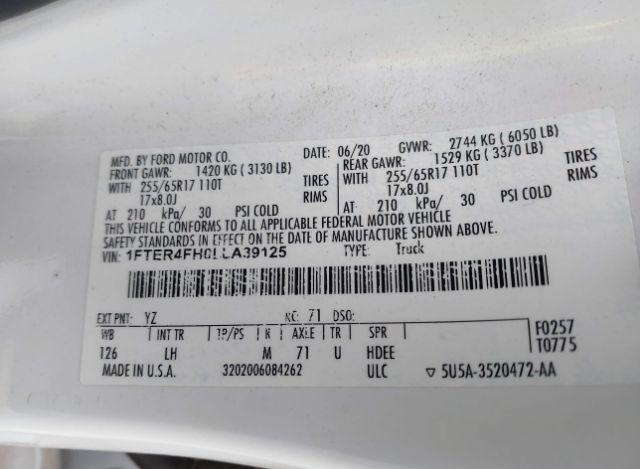 MFD. BY FORD MOTOR CO. DATE: 06/20 GVWR: 2744 KG ( 6050 LB)
FRONT GAWR: 1420 KG ( 3130 LB) REAR GAWR: 1529 KG ( 3370 LB)
WITH 255/65R17 110T TIRES WITH 255/65R17 110T TIRES
17x8.0J RIMS 17x8.0J RIMS
AT 210 kPa/ 30 PSI COLD AT 210 kPa/ 30 PSI COLD
THIS VEHICLE CONFORMS TO ALL APPLICABLE FEDERAL MOTOR VEHICLE
SAFETY STANDARDS IN EFFECT ON THE DATE OF MANUFACTURE SHOWN ABOVE.
VIN: TYPE: Truck
EXT PNT: YZ RC: 71 DSO: F0257
WB INT TR TP/PS R AXLE TR SPR T0775
126 LH M 71 U HDEE
MADE IN U.S.A. 3202006084262 ULC ▽ 5U5A-3520472-AA